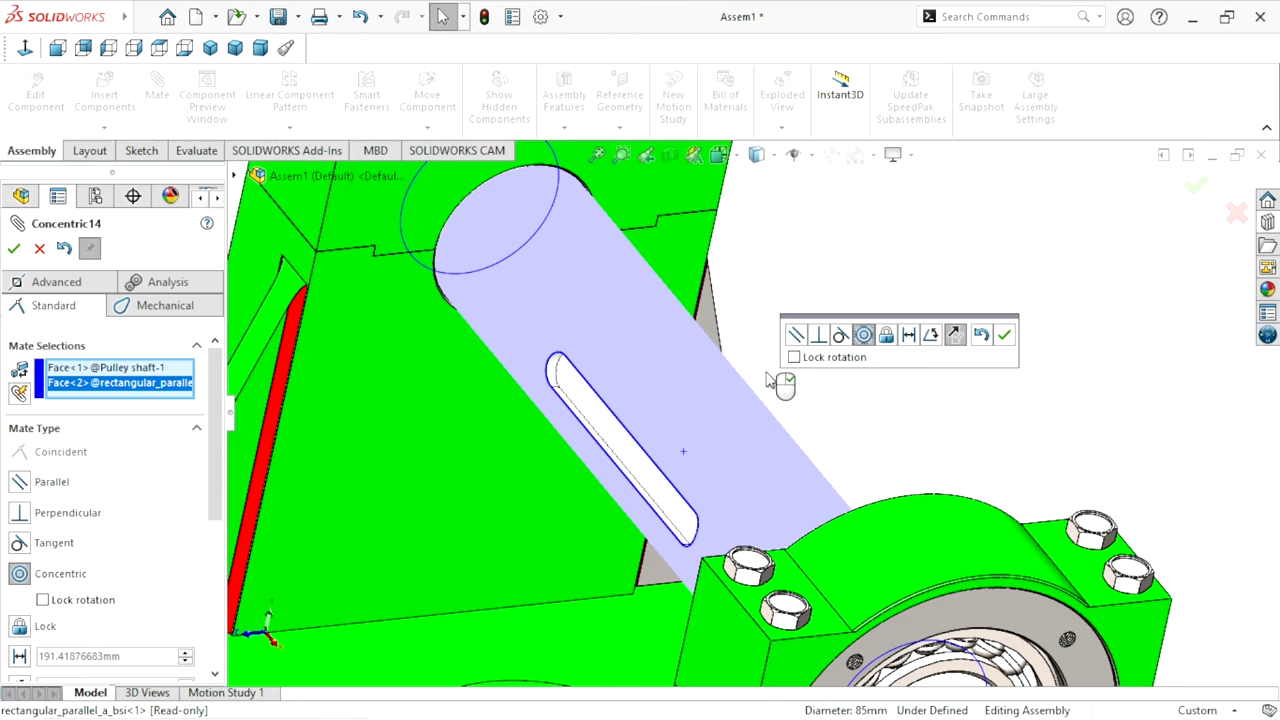 SOLIDWORKS
Assem1 *
Search Commands
Edit Component
Insert Components
Mate
Component Preview Window
Linear Component Pattern
Smart Fasteners
Move Component
Show Hidden Components
Assembly Features
Reference Geometry
New Motion Study
Bill of Materials
Exploded View
Instant3D
Update SpeedPak Subassemblies
Take Snapshot
Large Assembly Settings
Assembly
Layout
Sketch
Evaluate
SOLIDWORKS Add-Ins
MBD
SOLIDWORKS CAM
Assem1 (Default) <Defaul...
Concentric14
Advanced
Analysis
Standard
Mechanical
Mate Selections
Face<1> @Pulley shaft-1
Face<2> @rectangular_paralle
Mate Type
Coincident
Parallel
Perpendicular
Tangent
Concentric
Lock rotation
Lock
191.41876683mm
Lock rotation
Model
3D Views
Motion Study 1
rectangular_parallel_a_bsi<1> [Read-only]
Diameter: 85mm
Under Defined
Editing Assembly
Custom